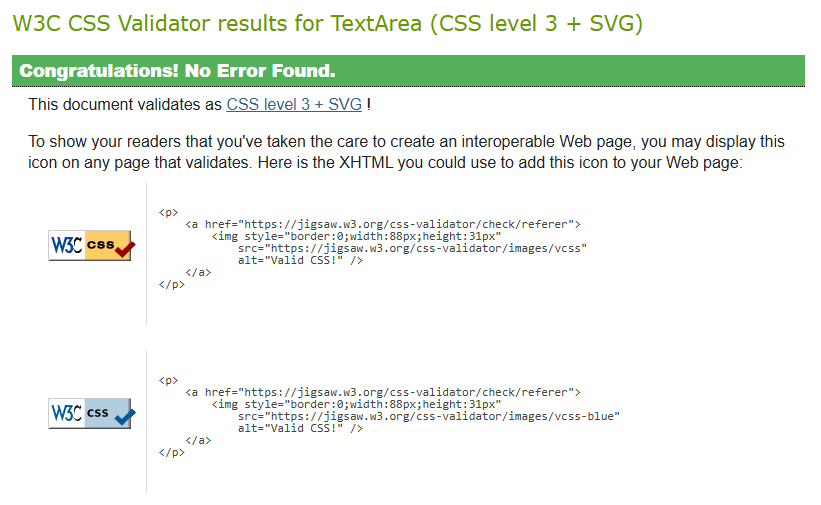 W3C CSS Validator results for TextArea (CSS level 3 + SVG)
Congratulations! No Error Found.
This document validates as CSS level 3 + SVG !
To show your readers that you've taken the care to create an interoperable Web page, you may display this
icon on any page that validates. Here is the XHTML you could use to add this icon to your Web page:
W3C css
<p>
    <a href="https://jigsaw.w3.org/css-validator/check/referer">
        <img style="border:0;width:88px;height:31px"
            src="https://jigsaw.w3.org/css-validator/images/vcss"
            alt="Valid CSS!" />
    </a>
</p>
W3C css
<p>
    <a href="https://jigsaw.w3.org/css-validator/check/referer">
        <img style="border:0;width:88px;height:31px"
            src="https://jigsaw.w3.org/css-validator/images/vcss-blue"
            alt="Valid CSS!" />
    </a>
</p>